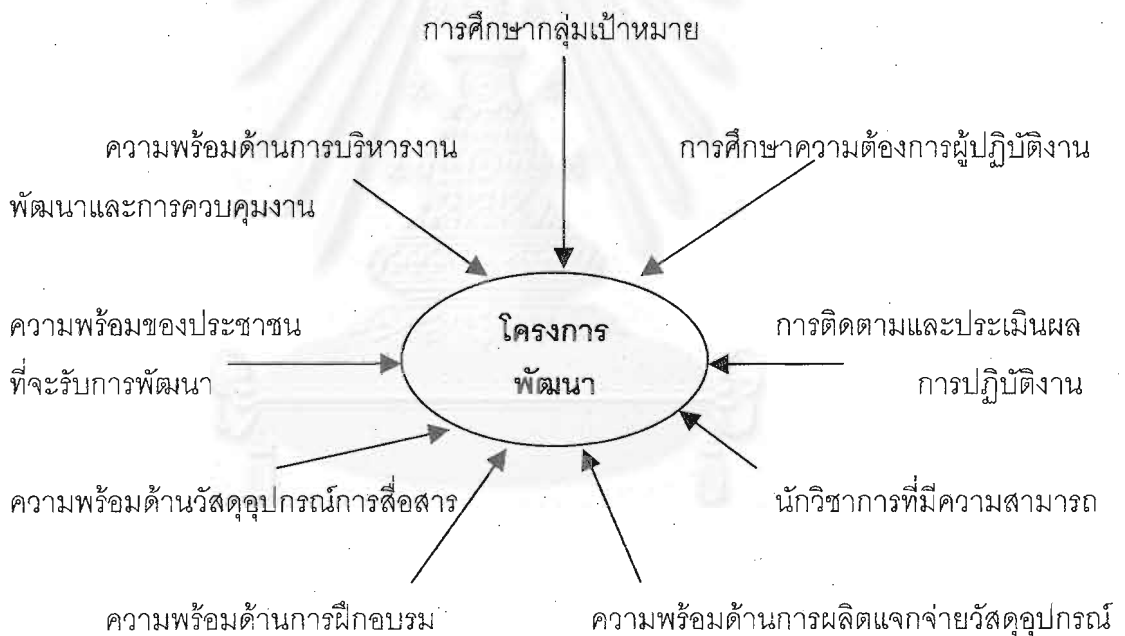 การศึกษากลุ่มเป้าหมาย
ความพร้อมด้านการบริหารงาน
พัฒนาและการควบคุมงาน
การศึกษาความต้องการผู้ปฏิบัติงาน
ความพร้อมของประชาชน
ที่จะรับการพัฒนา
โครงการ
พัฒนา
การติดตามและประเมินผล
การปฏิบัติงาน
ความพร้อมด้านวัสดุอุปกรณ์การสื่อสาร
นักวิชาการที่มีความสามารถ
ความพร้อมด้านการฝึกอบรม
ความพร้อมด้านการผลิตแจกจ่ายวัสดุอุปกรณ์